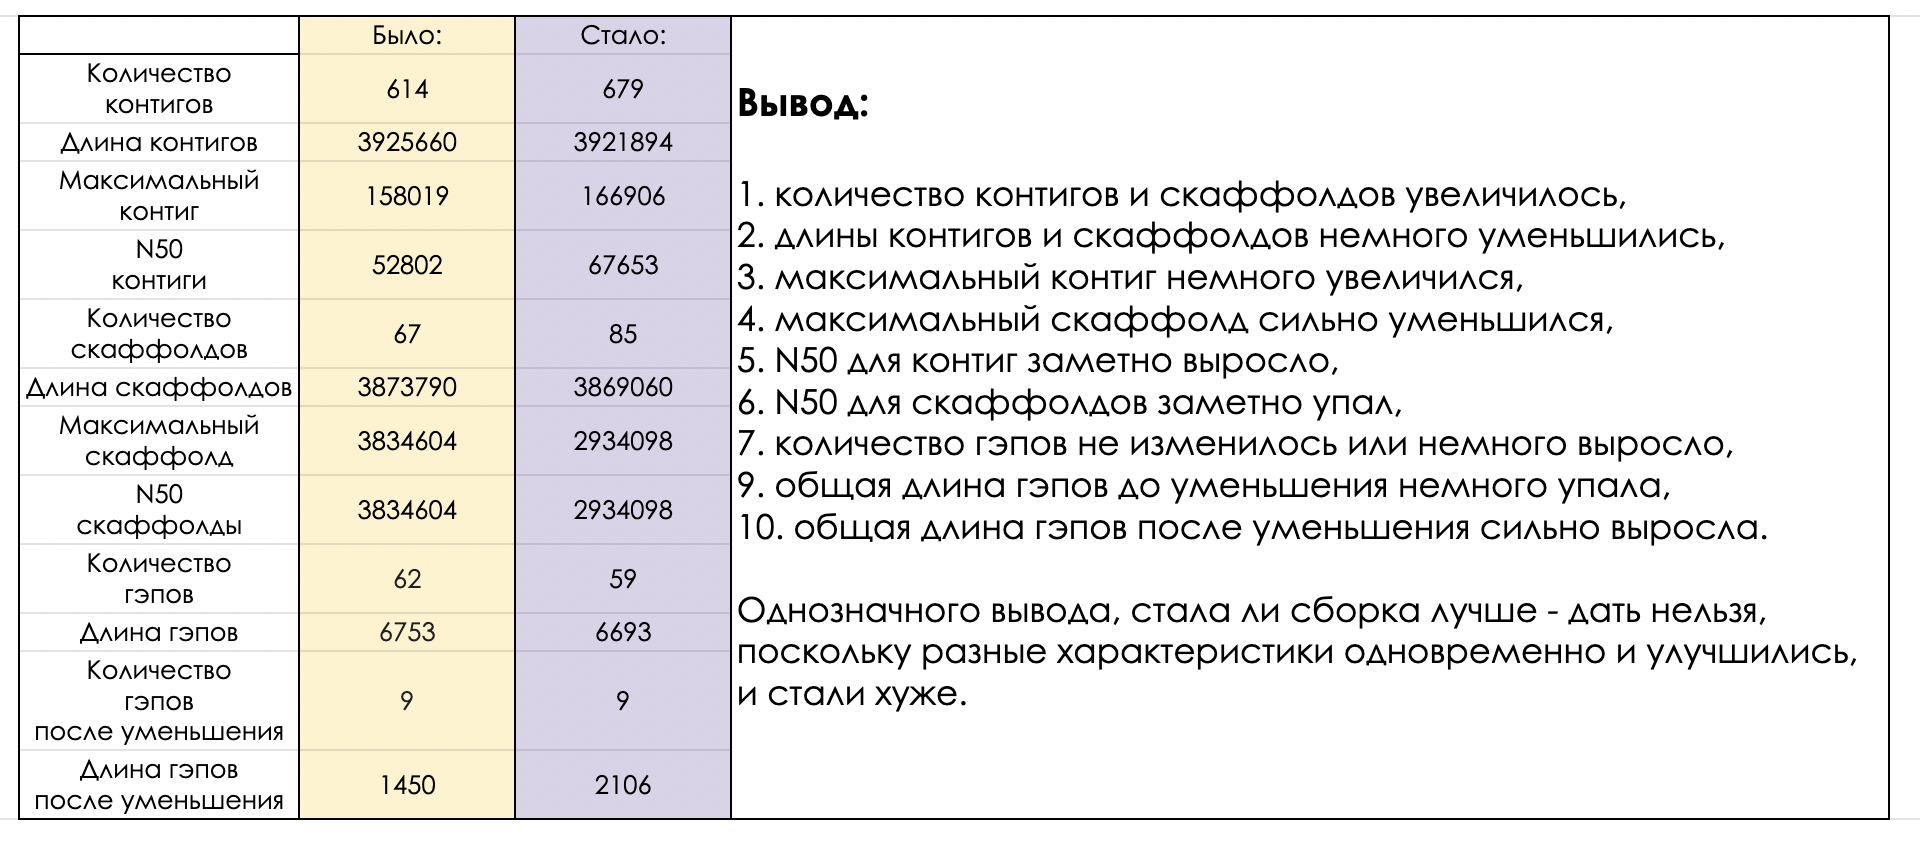 Было: Стало:
Количество
контигов
614 679
Длина контигов 3925660 3921894
Максимальный
контиг
158019 166906
N50
контиги
52802 67653
Количество
скаффолдов
67 85
Длина скаффолдов 3873790 3869060
Максимальный
скаффолд
3834604 2934098
N50
скаффолды
3834604 2934098
Количество
гэпов
62 59
Длина гэпов 6753 6693
Количество
гэпов
после уменьшения
9 9
Длина гэпов
после уменьшения
1450 2106
Вывод:
1. количество контигов и скаффолдов увеличилось,
2. длины контигов и скаффолдов немного уменьшились,
3. максимальный контиг немного увеличился,
4. максимальный скаффолд сильно уменьшился,
5. N50 для контиг заметно выросло,
6. N50 для скаффолдов заметно упал,
7. количество гэпов не изменилось или немного выросло,
9. общая длина гэпов до уменьшения немного упала,
10. общая длина гэпов после уменьшения сильно выросла.
Однозначного вывода, стала ли сборка лучше - дать нельзя,
поскольку разные характеристики одновременно и улучшились,
и стали хуже.